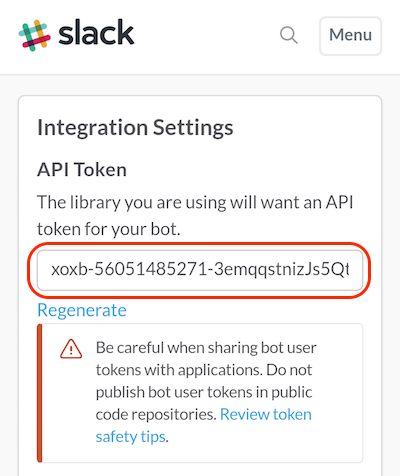 slack
Menu
Integration Settings
API Token
The library you are using will want an API
token for your bot.
xoxb-56051485271-3emqqstnizJs5Qt
Regenerate
Be careful when sharing bot user
tokens with applications. Do not
publish bot user tokens in public
code repositories. Review token
safety tips.